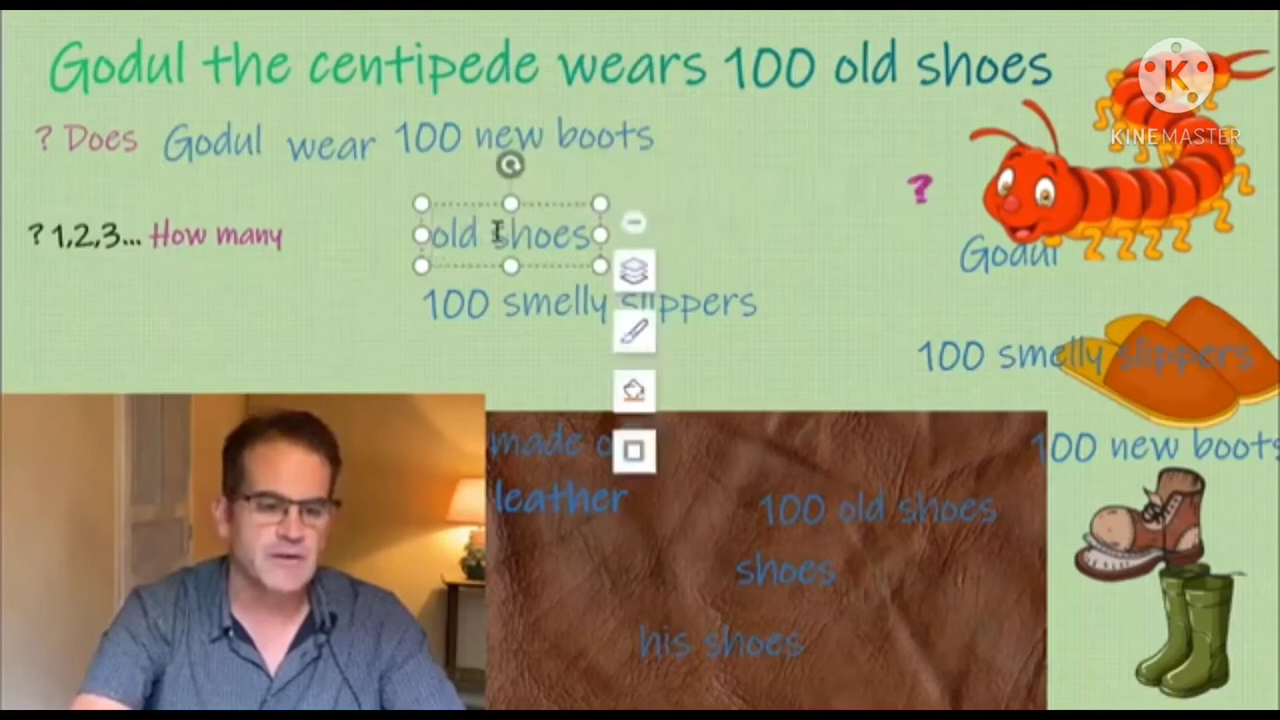 Godul the centipede wears 100 old shoes
KINEMASTER
? Does Godul wear 100 new boots
?
? 1,2,3... How many old shoes
Godul
100 smelly slippers
100 smelly slippers
made of
leather
100 new boots
100 old shoes
shoes
his shoes